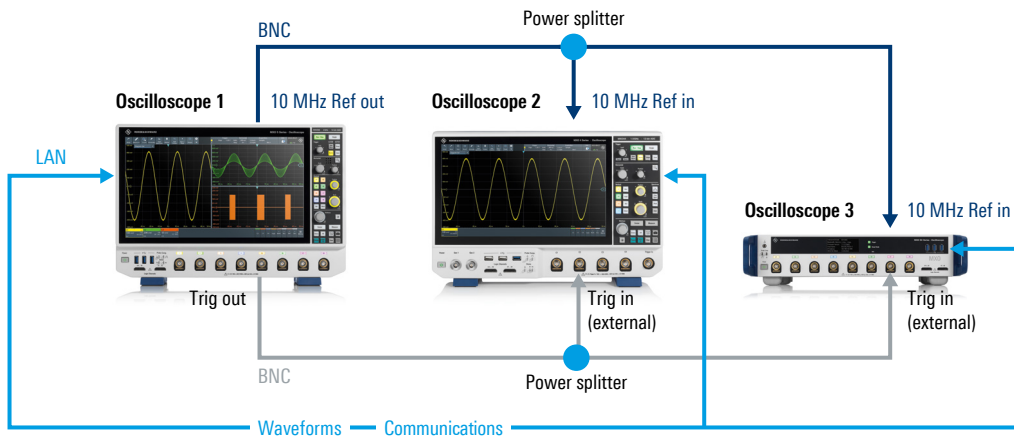 Power splitter
BNC
Oscilloscope 1
10 MHz Ref out
Oscilloscope 2
10 MHz Ref in
LAN
Oscilloscope 3
10 MHz Ref in
Trig out
Trig in
(external)
Trig in
(external)
BNC
Power splitter
Waveforms
Communications